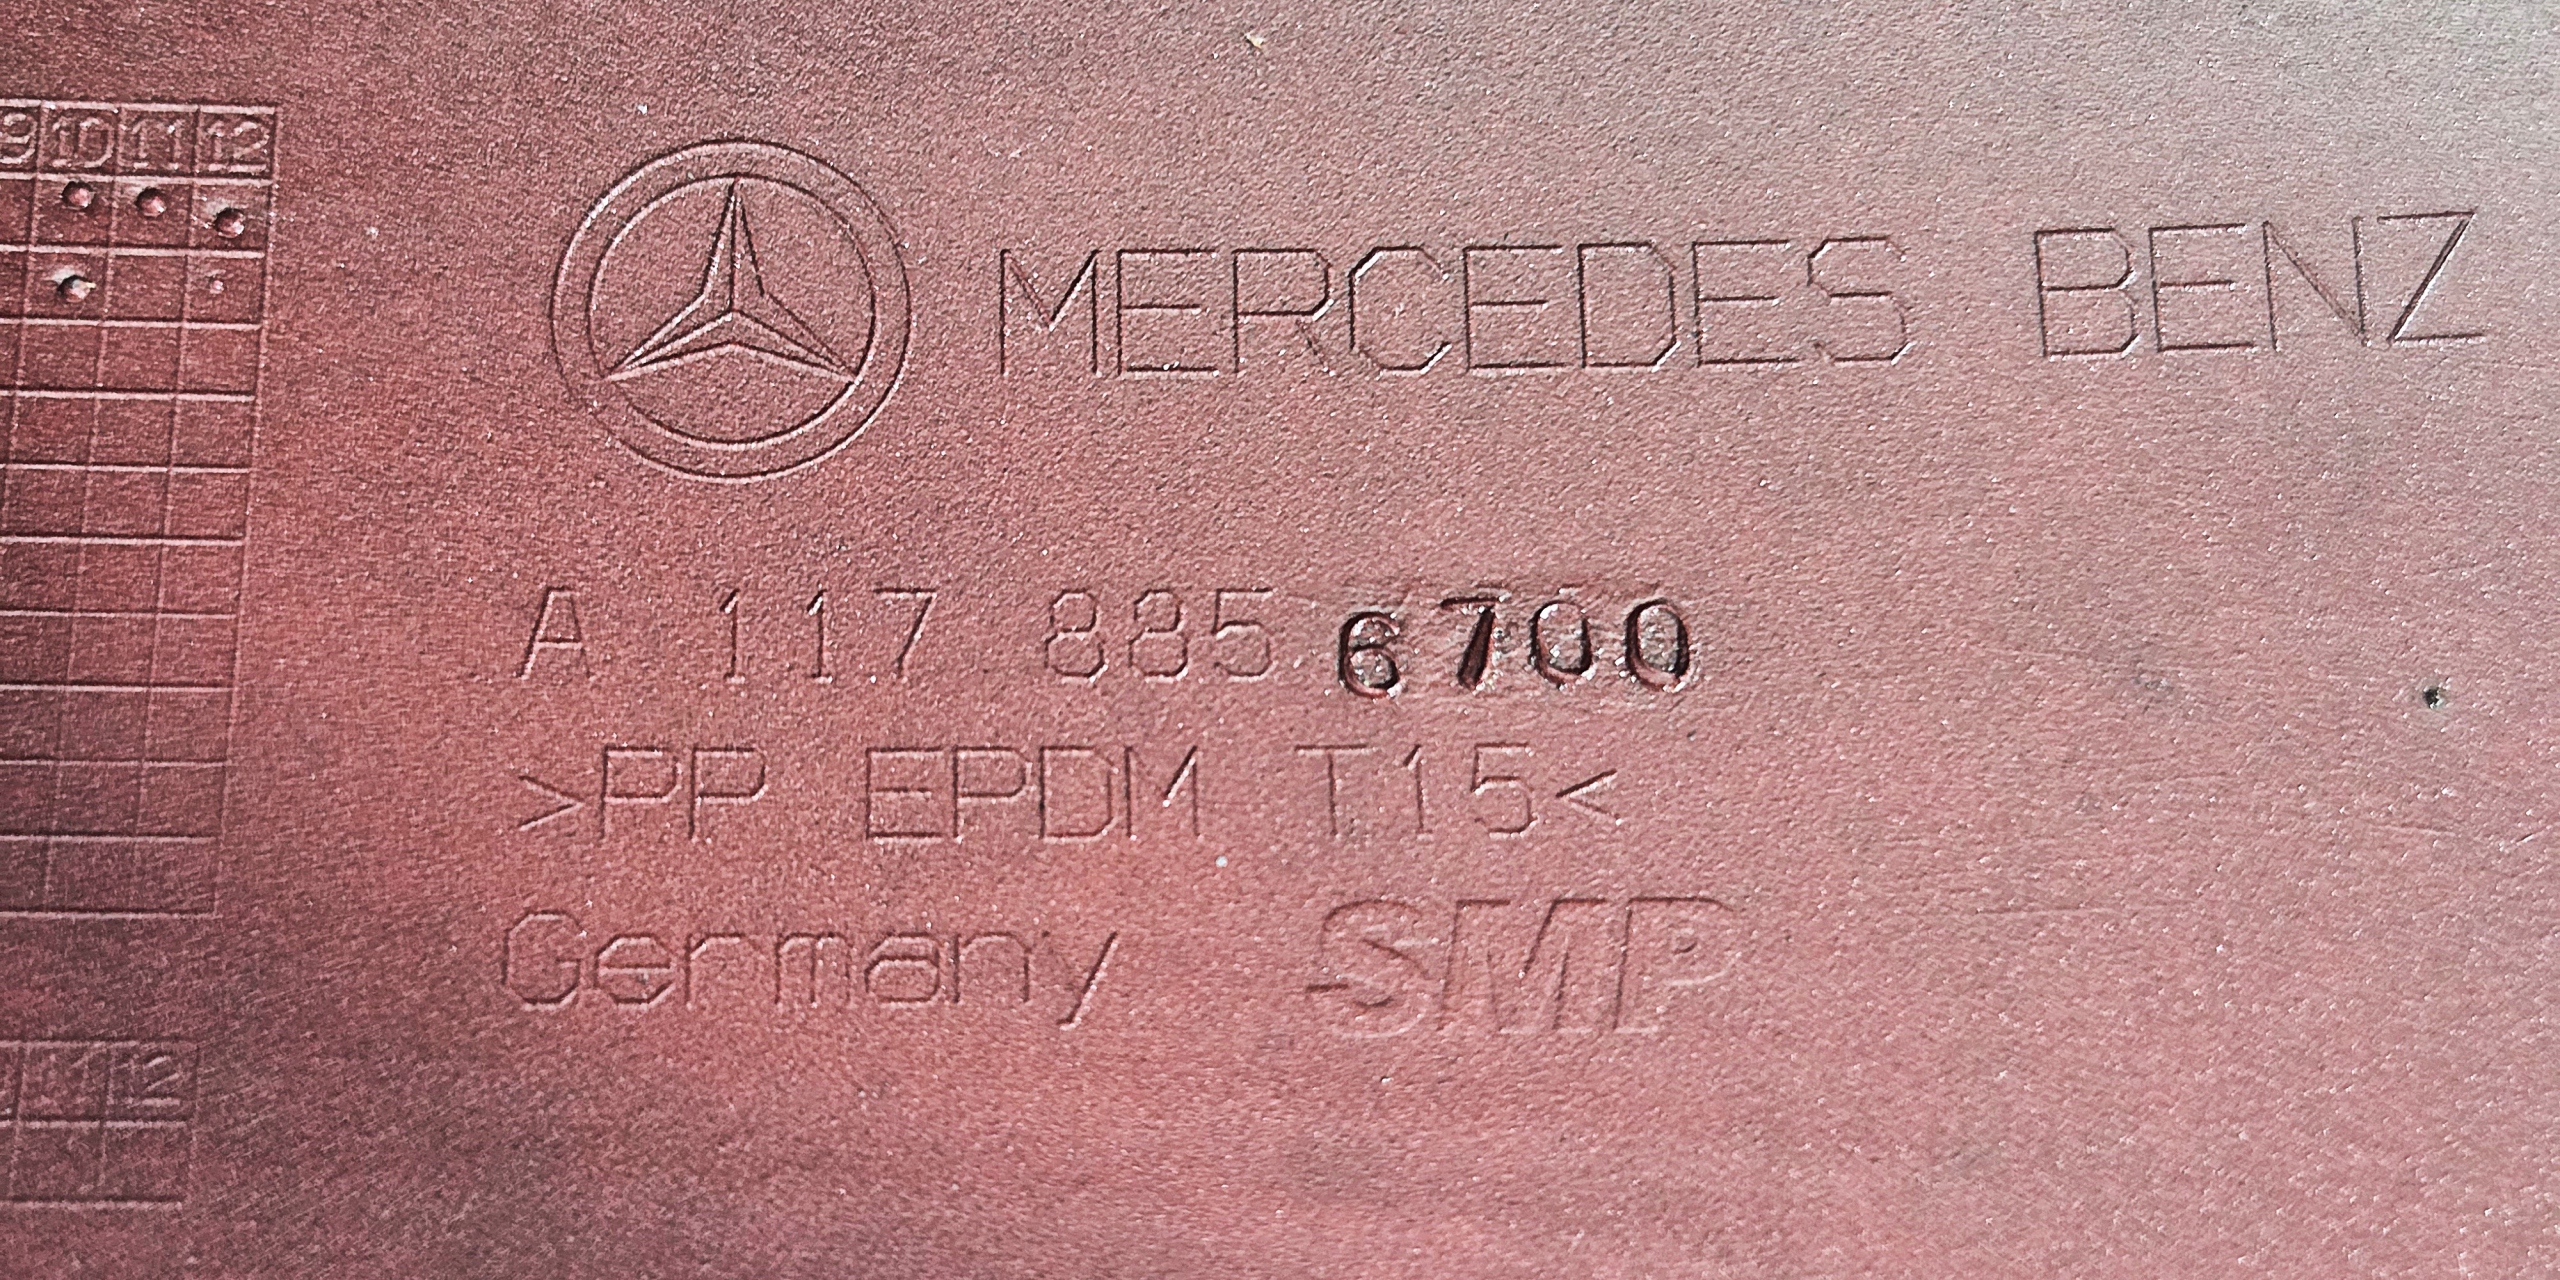 9 10 11 12
MERCEDES BENZ
A 117 885 6700
>PP EPDM T15<
Germany SMP
11 12